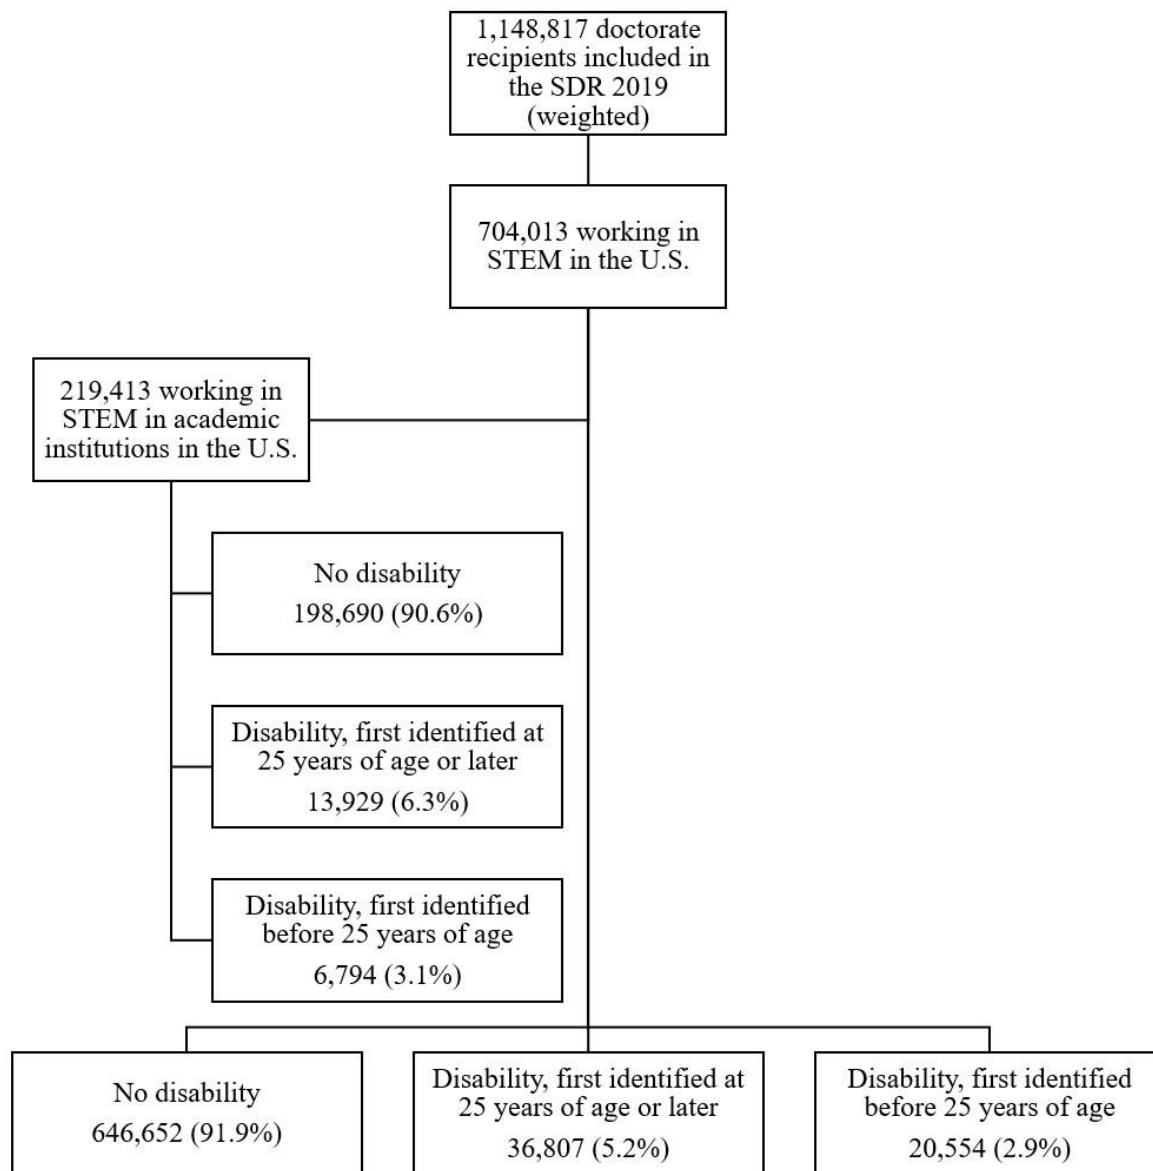 1,148,817 doctorate
recipients included in
the SDR 2019
(weighted)
704,013 working in
STEM in the U.S.
219,413 working in
STEM in academic
institutions in the U.S.
No disability
198,690 (90.6%)
Disability, first identified at
25 years of age or later
13,929 (6.3%)
Disability, first identified
before 25 years of age
6,794 (3.1%)
No disability
646,652 (91.9%)
Disability, first identified at
25 years of age or later
36,807 (5.2%)
Disability, first identified
before 25 years of age
20,554 (2.9%)